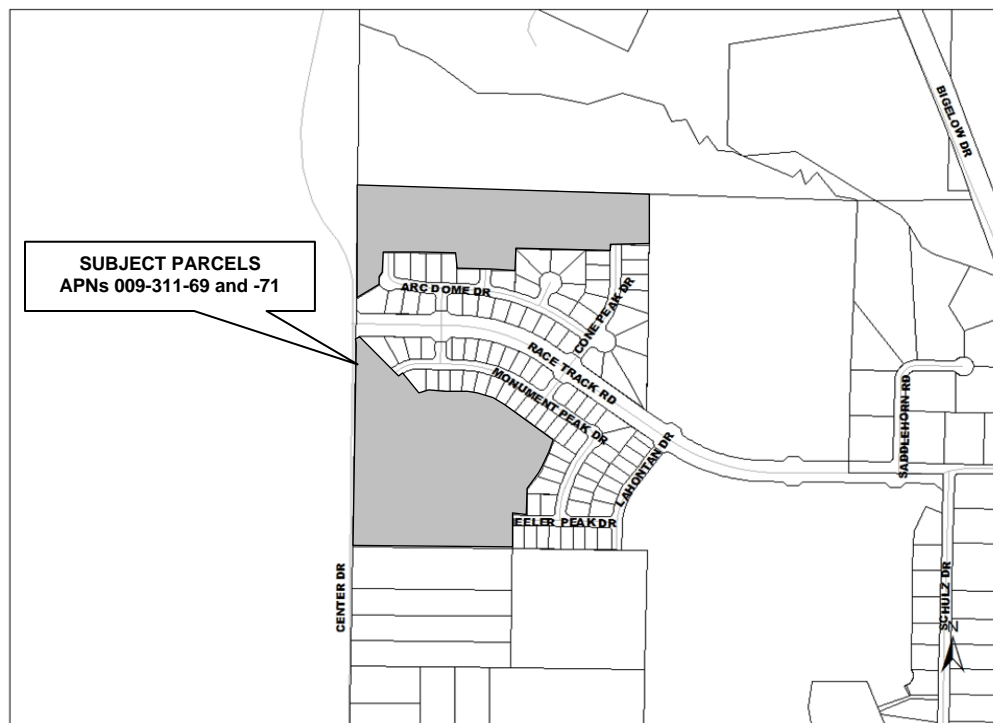 BIGELOW DR
SUBJECT PARCELS
APNs 009-311-69 and -71
ARC DOME DR
CONE PEAK DR
RACE TRACK RD
MONUMENT PEAK DR
SADDLEHORN RD
LAHONTAN DR
EELER PEAK DR
CENTER DR
SCHULZ DR
N